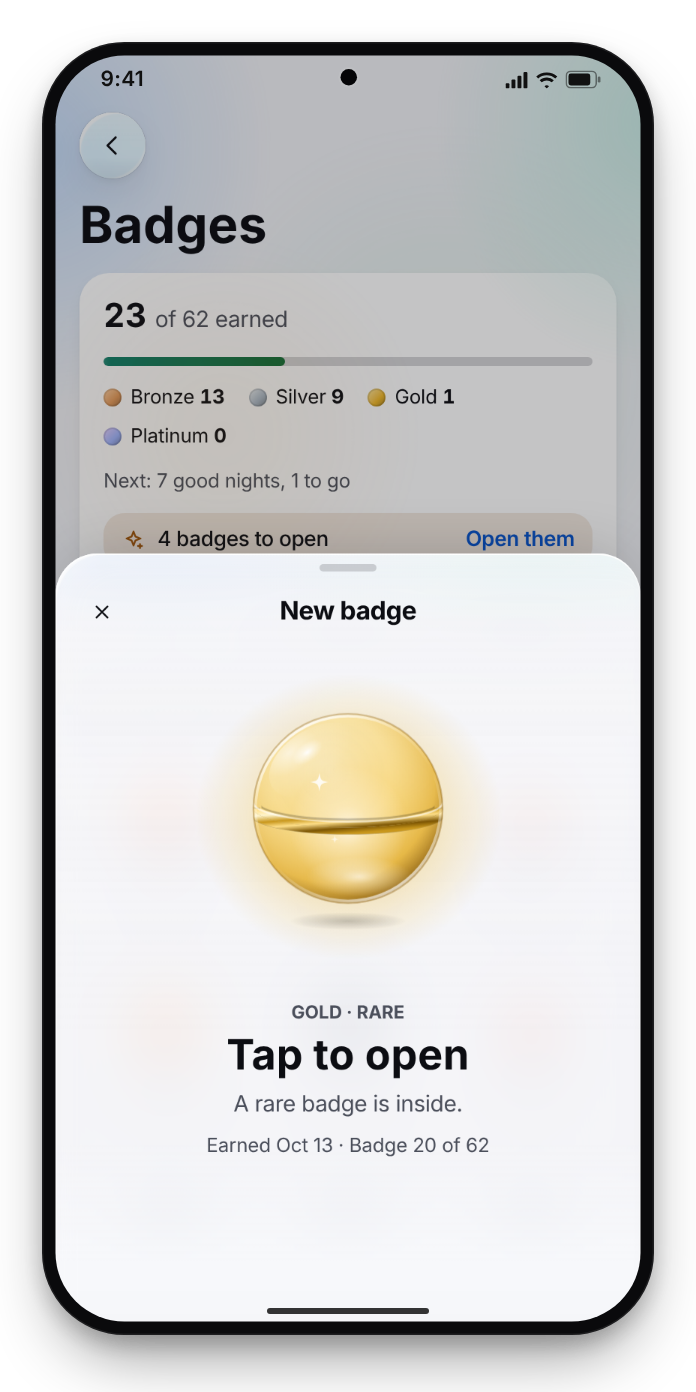 9:41
Badges
23 of 62 earned
Bronze 13 Silver 9 Gold 1
Platinum 0
Next: 7 good nights, 1 to go
4 badges to open Open them
New badge
GOLD · RARE
Tap to open
A rare badge is inside.
Earned Oct 13 · Badge 20 of 62